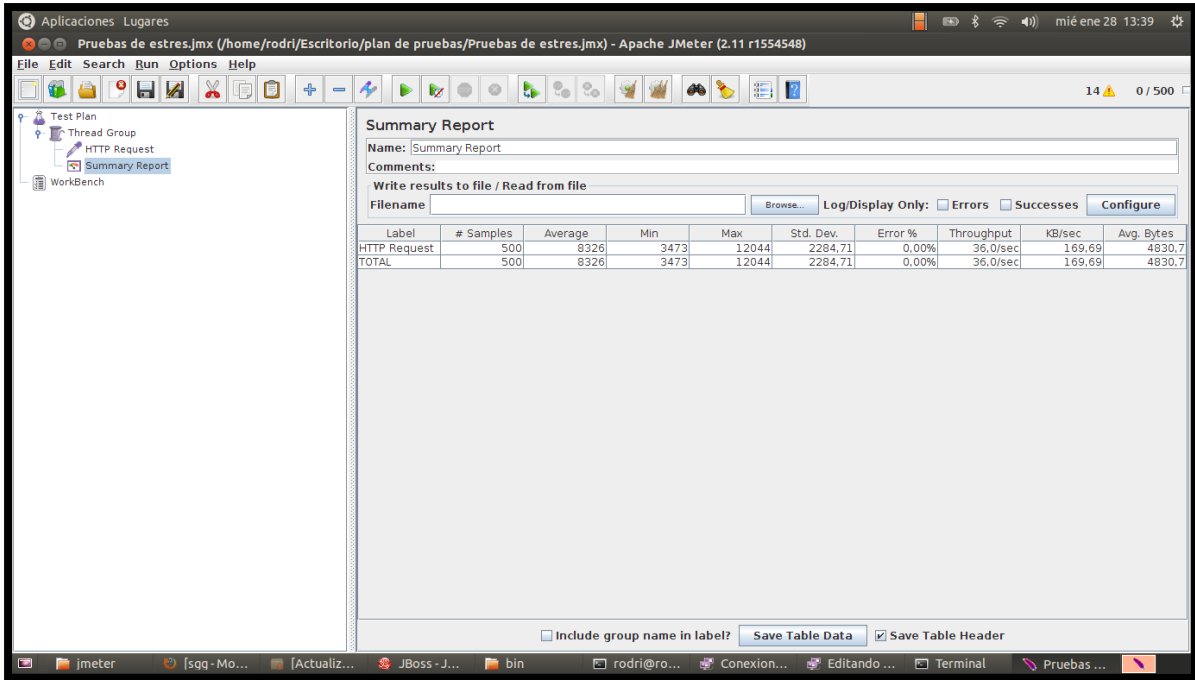 Aplicaciones Lugares mié ene 28 13:39
Pruebas de estres.jmx (/home/rodri/Escritorio/plan de pruebas/Pruebas de estres.jmx) - Apache JMeter (2.11 r1554548)
File Edit Search Run Options Help
14 0 / 500
Test Plan
Thread Group
HTTP Request
Summary Report
WorkBench
Summary Report
Name: Summary Report
Comments:
Write results to file / Read from file
Filename Browse... Log/Display Only: Errors Successes Configure
Label # Samples Average Min Max Std. Dev. Error % Throughput KB/sec Avg. Bytes
HTTP Request 500 8326 3473 12044 2284,71 0,00% 36,0/sec 169,69 4830,7
TOTAL 500 8326 3473 12044 2284,71 0,00% 36,0/sec 169,69 4830,7
Include group name in label? Save Table Data Save Table Header
jmeter [sgg - Mo... [Actualiz... JBoss - J... bin rodri@ro... Conexion... Editando ... Terminal Pruebas ...